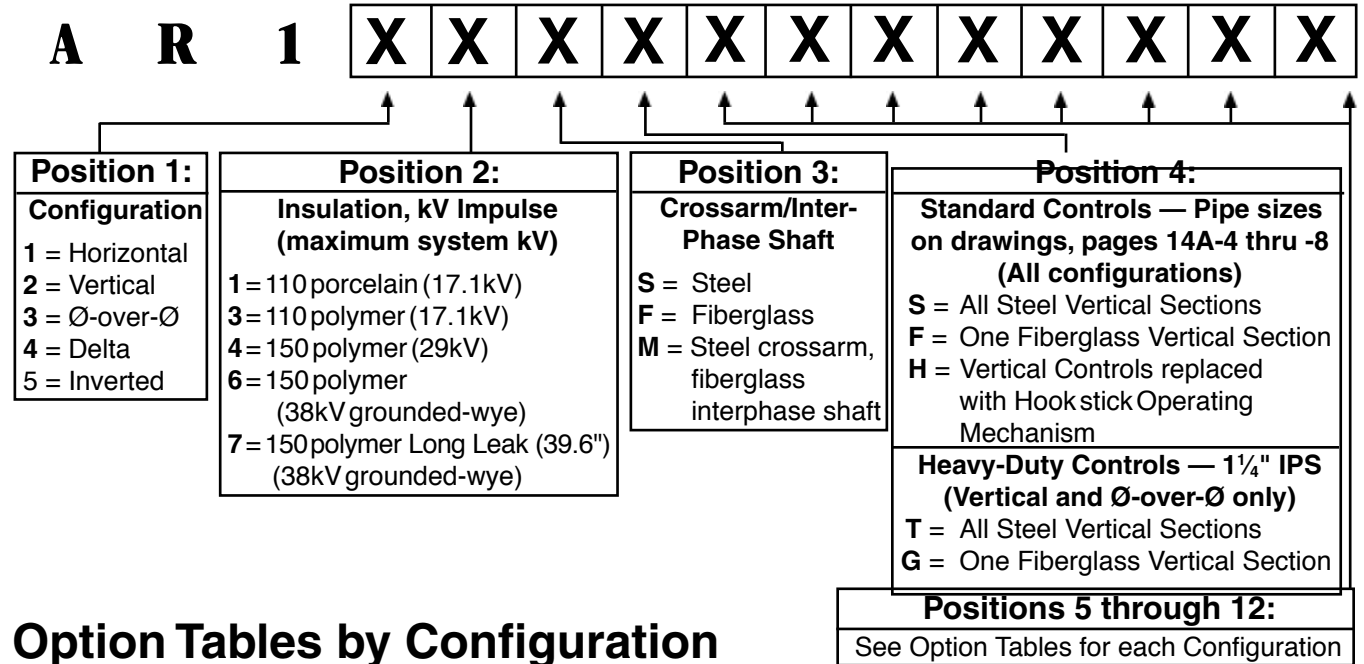 A R 1 X X X X X X X X X X X X
Position 1:
Configuration
1 = Horizontal
2 = Vertical
3 = Ø-over-Ø
4 = Delta
5 = Inverted
Position 2:
Insulation, kV Impulse
(maximum system kV)
1 = 110 porcelain (17.1kV)
3 = 110 polymer (17.1kV)
4 = 150 polymer (29kV)
6 = 150 polymer
(38kV grounded-wye)
7 = 150 polymer Long Leak (39.6")
(38kV grounded-wye)
Position 3:
Crossarm/Inter-
Phase Shaft
S = Steel
F = Fiberglass
M = Steel crossarm,
fiberglass
interphase shaft
Position 4:
Standard Controls — Pipe sizes
on drawings, pages 14A-4 thru -8
(All configurations)
S = All Steel Vertical Sections
F = One Fiberglass Vertical Section
H = Vertical Controls replaced
with Hookstick Operating
Mechanism
Heavy-Duty Controls — 1¼" IPS
(Vertical and Ø-over-Ø only)
T = All Steel Vertical Sections
G = One Fiberglass Vertical Section
Positions 5 through 12:
See Option Tables for each Configuration
Option Tables by Configuration